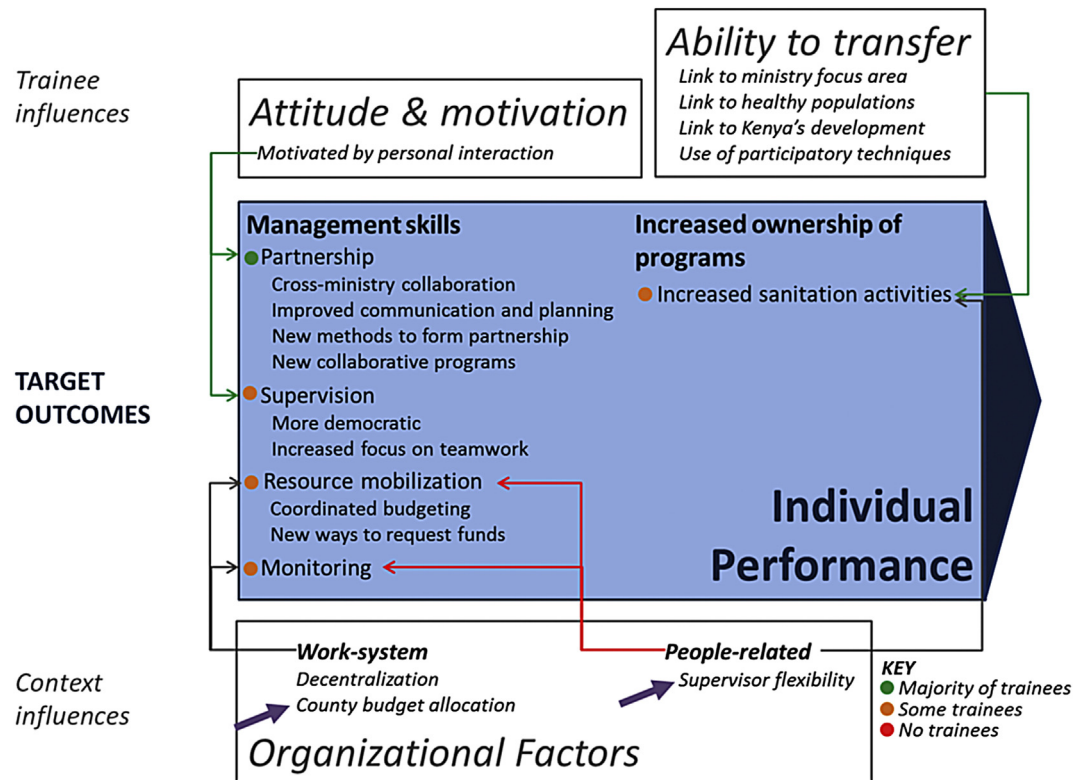 Trainee
influences
Attitude & motivation
Motivated by personal interaction
Ability to transfer
Link to ministry focus area
Link to healthy populations
Link to Kenya's development
Use of participatory techniques
TARGET
OUTCOMES
Management skills
Partnership
Cross-ministry collaboration
Improved communication and planning
New methods to form partnership
New collaborative programs
Supervision
More democratic
Increased focus on teamwork
Resource mobilization
Coordinated budgeting
New ways to request funds
Monitoring
Increased ownership of
programs
Increased sanitation activities
Individual
Performance
Context
influences
Work-system
Decentralization
County budget allocation
People-related
Supervisor flexibility
Organizational Factors
KEY
Majority of trainees
Some trainees
No trainees